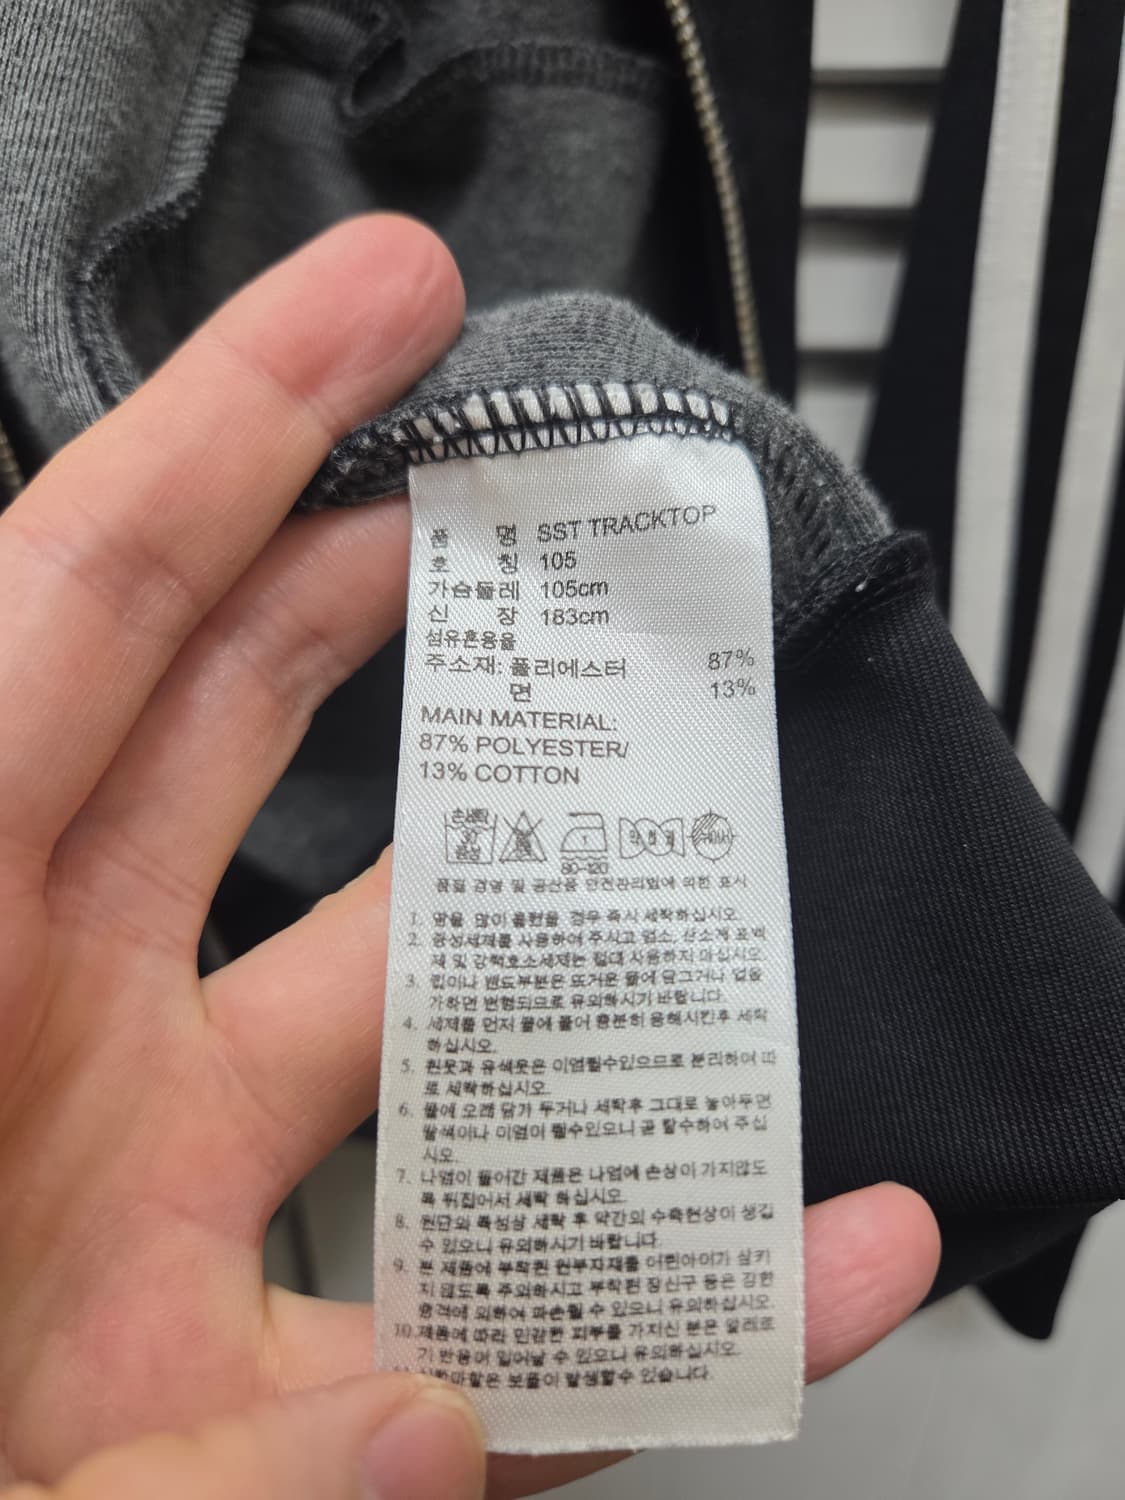 품 명 SST TRACKTOP
호 칭 105
가슴둘레 105cm
신 장 183cm
섬유혼용율
주소재: 폴리에스터 87%
면 13%
MAIN MATERIAL:
87% POLYESTER/
13% COTTON
손세탁
30
중성
80~120
품질 경영 및 공산품 안전관리법에 의한 표시
1. 땀을 많이 흘렸을 경우 즉시 세탁하십시오.
2. 중성세제를 사용하여 주시고 염소, 산소계 표백
제 및 강력효소세제는 절대 사용하지 마십시오.
3. 립이나 밴드부분은 뜨거운 물에 담그거나 열을
가하면 변형되므로 유의하시기 바랍니다.
4. 세제를 먼저 물에 풀어 충분히 용해시킨후 세탁
하십시오.
5. 흰옷과 유색옷은 이염될수있으므로 분리하여 따
로 세탁하십시오.
6. 물에 오래 담가 두거나 세탁후 그대로 놓아두면
탈색이나 이염이 될수있으니 곧 탈수하여 주십
시오.
7. 나염이 들어간 제품은 나염에 손상이 가지않도
록 뒤집어서 세탁 하십시오.
8. 원단의 특성상 세탁 후 약간의 수축현상이 생길
수 있으니 유의하시기 바랍니다.
9. 본 제품에 부착된 원부자재를 어린아이가 삼키
지 않도록 주의하시고 부착된 장신구 등은 강한
충격에 의하여 파손될 수 있으니 유의하십시오.
10. 제품에 따라 민감한 피부를 가지신 분은 알레르
기 반응이 일어날 수 있으니 유의하십시오.
보풀이 발생할수 있습니다.